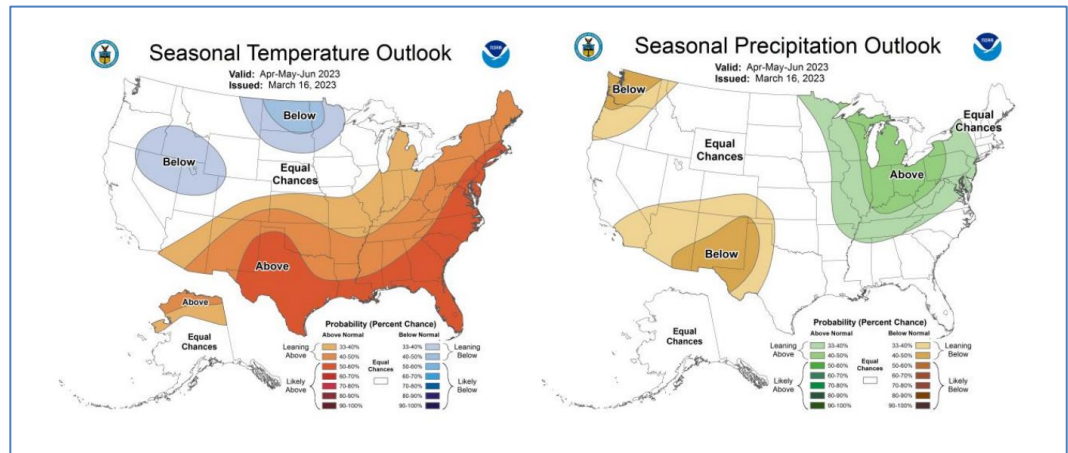 Seasonal Temperature Outlook
Valid: Apr-May-Jun 2023
Issued: March 16, 2023
NOAA
Below
Below
Equal
Chances
Above
Above
Equal
Chances
Probability (Percent Chance)
Above Normal
Below Normal
Leaning
Above
33-40%
40-50%
Likely
Above
50-60%
60-70%
70-80%
80-90%
90-100%
Equal
Chances
33-40%
40-50%
Leaning
Below
50-60%
60-70%
70-80%
80-90%
90-100%
Likely
Below
Seasonal Precipitation Outlook
Valid: Apr-May-Jun 2023
Issued: March 16, 2023
NOAA
Below
Equal
Chances
Equal
Chances
Above
Below
Equal
Chances
Probability (Percent Chance)
Above Normal
Below Normal
Leaning
Above
33-40%
40-50%
Likely
Above
50-60%
60-70%
70-80%
80-90%
90-100%
Equal
Chances
33-40%
40-50%
Leaning
Below
50-60%
60-70%
70-80%
80-90%
90-100%
Likely
Below